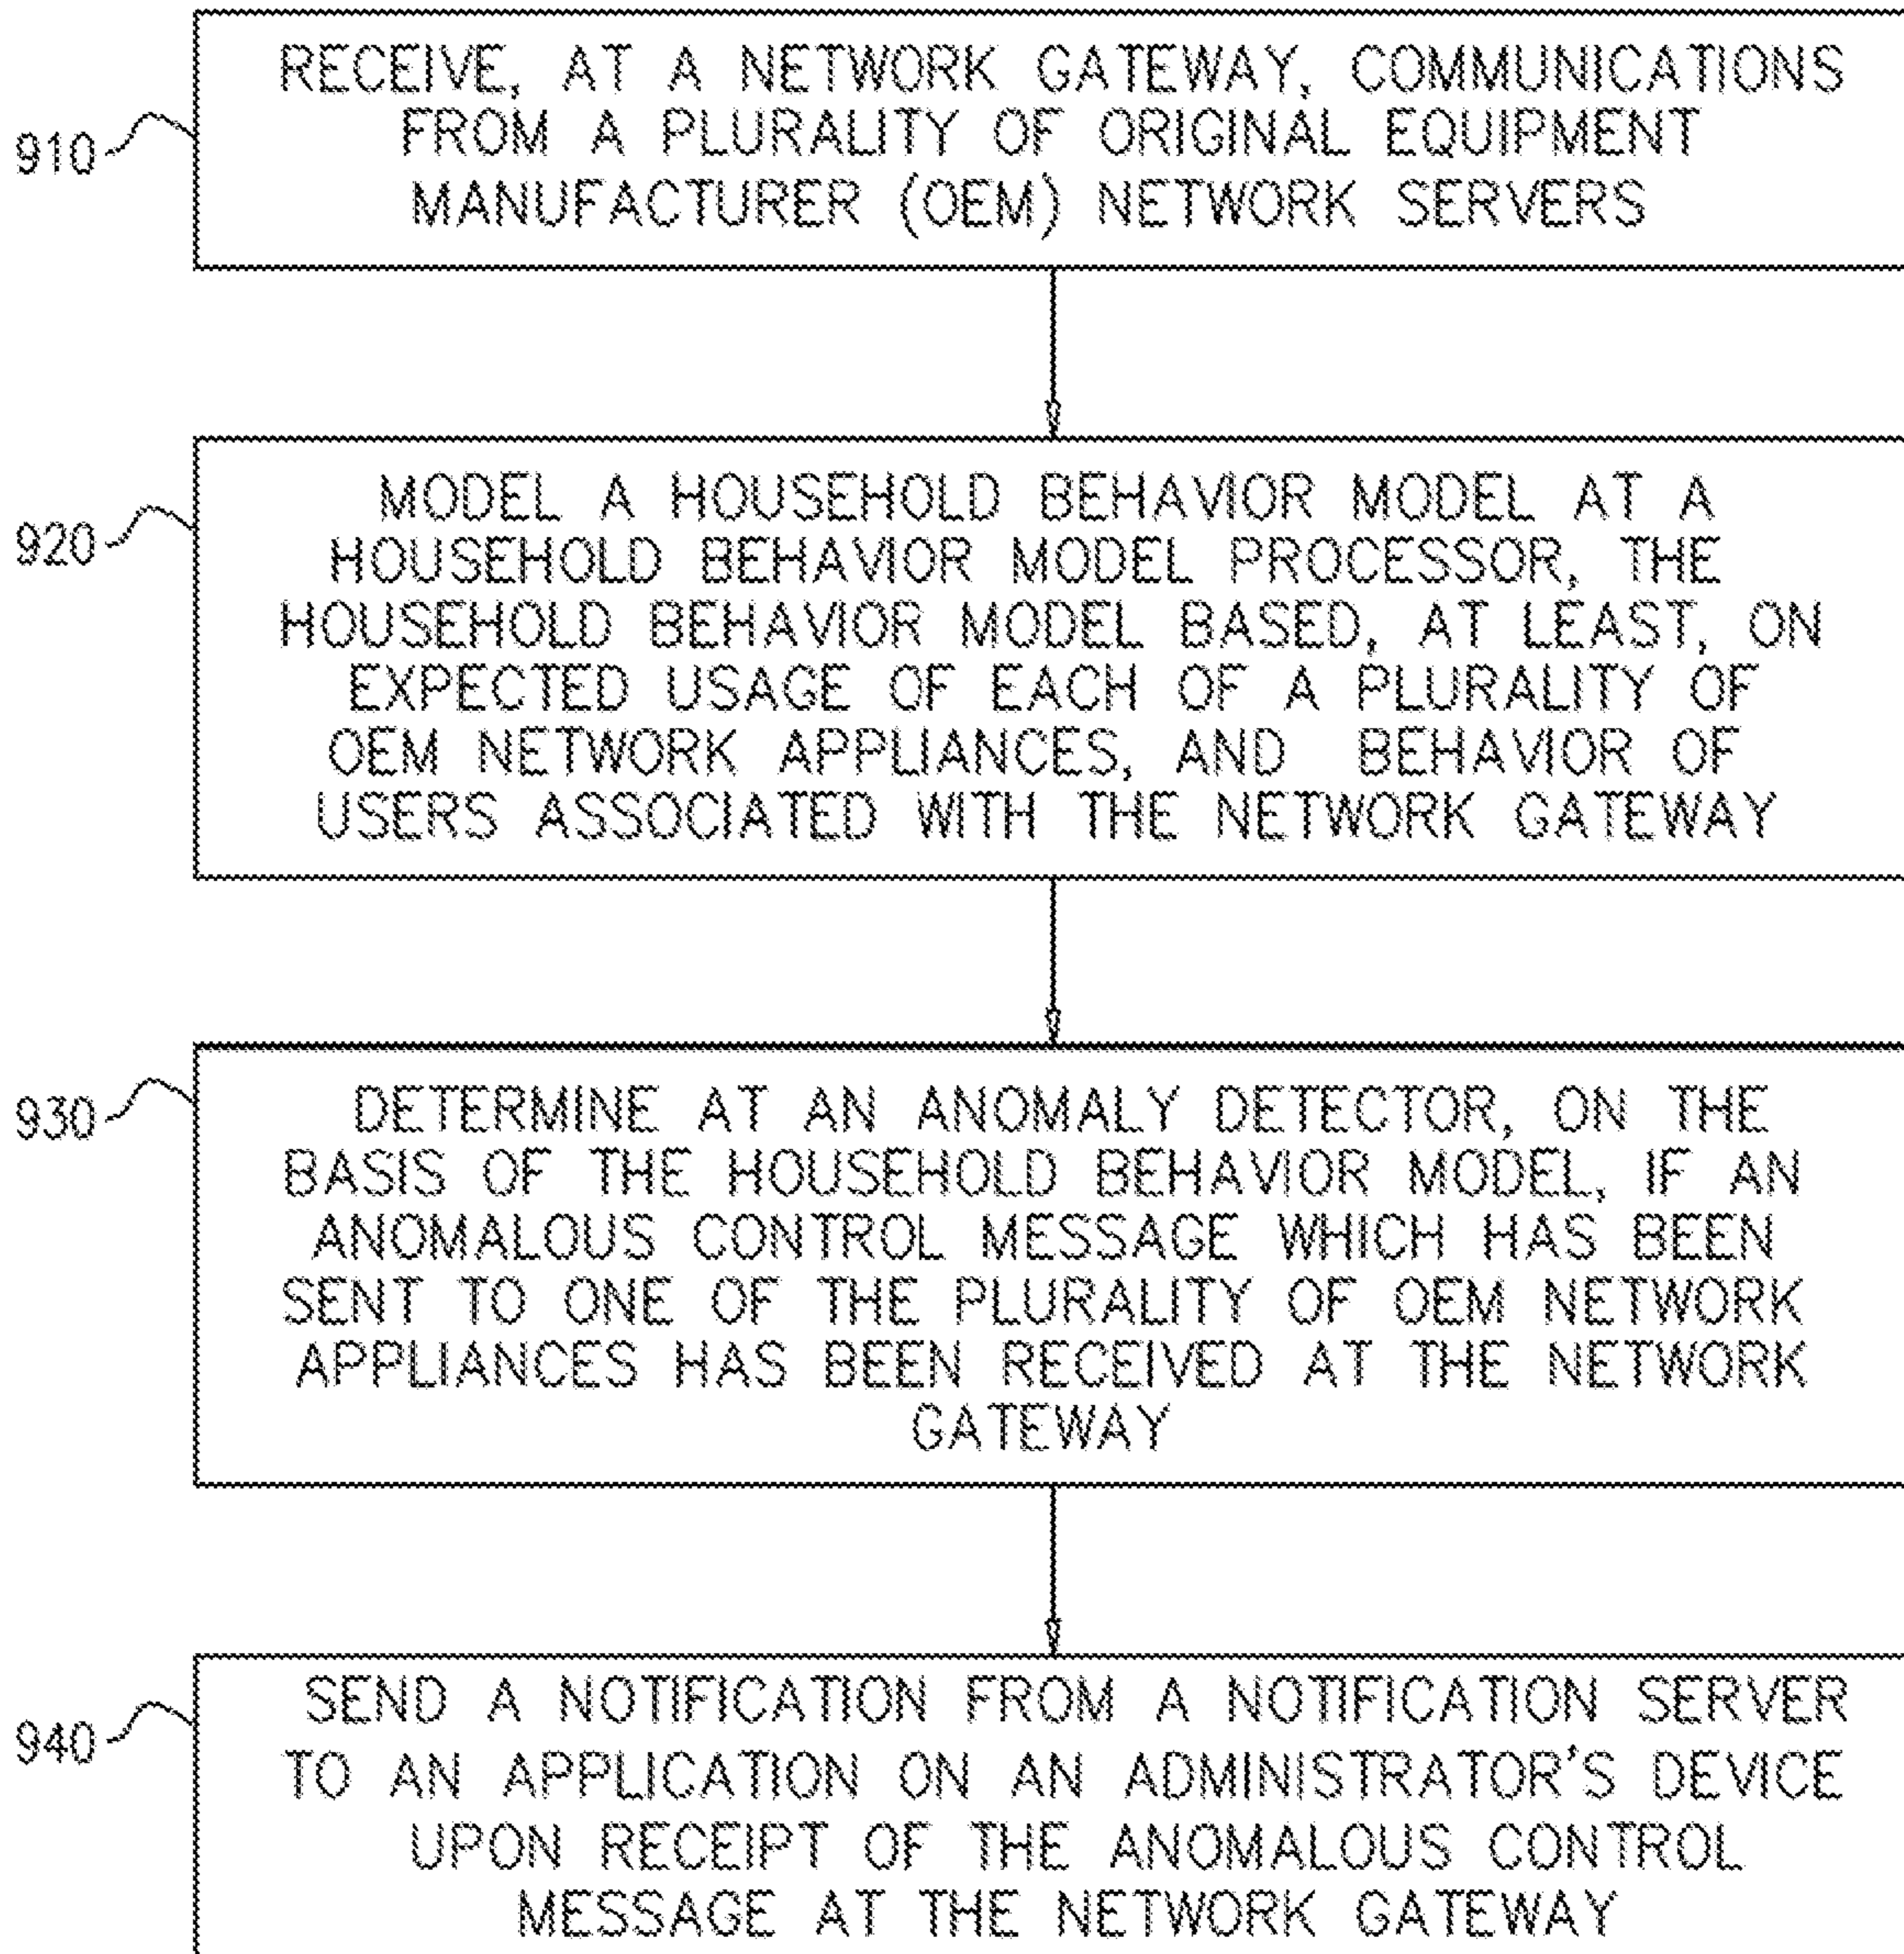 910
RECEIVE, AT A NETWORK GATEWAY, COMMUNICATIONS
FROM A PLURALITY OF ORIGINAL EQUIPMENT
MANUFACTURER (OEM) NETWORK SERVERS
920
MODEL A HOUSEHOLD BEHAVIOR MODEL AT A
HOUSEHOLD BEHAVIOR MODEL PROCESSOR, THE
HOUSEHOLD BEHAVIOR MODEL BASED, AT LEAST, ON
EXPECTED USAGE OF EACH OF A PLURALITY OF
OEM NETWORK APPLIANCES, AND BEHAVIOR OF
USERS ASSOCIATED WITH THE NETWORK GATEWAY
930
DETERMINE AT AN ANOMALY DETECTOR, ON THE
BASIS OF THE HOUSEHOLD BEHAVIOR MODEL, IF AN
ANOMALOUS CONTROL MESSAGE WHICH HAS BEEN
SENT TO ONE OF THE PLURALITY OF OEM NETWORK
APPLIANCES HAS BEEN RECEIVED AT THE NETWORK
GATEWAY
940
SEND A NOTIFICATION FROM A NOTIFICATION SERVER
TO AN APPLICATION ON AN ADMINISTRATOR'S DEVICE
UPON RECEIPT OF THE ANOMALOUS CONTROL
MESSAGE AT THE NETWORK GATEWAY